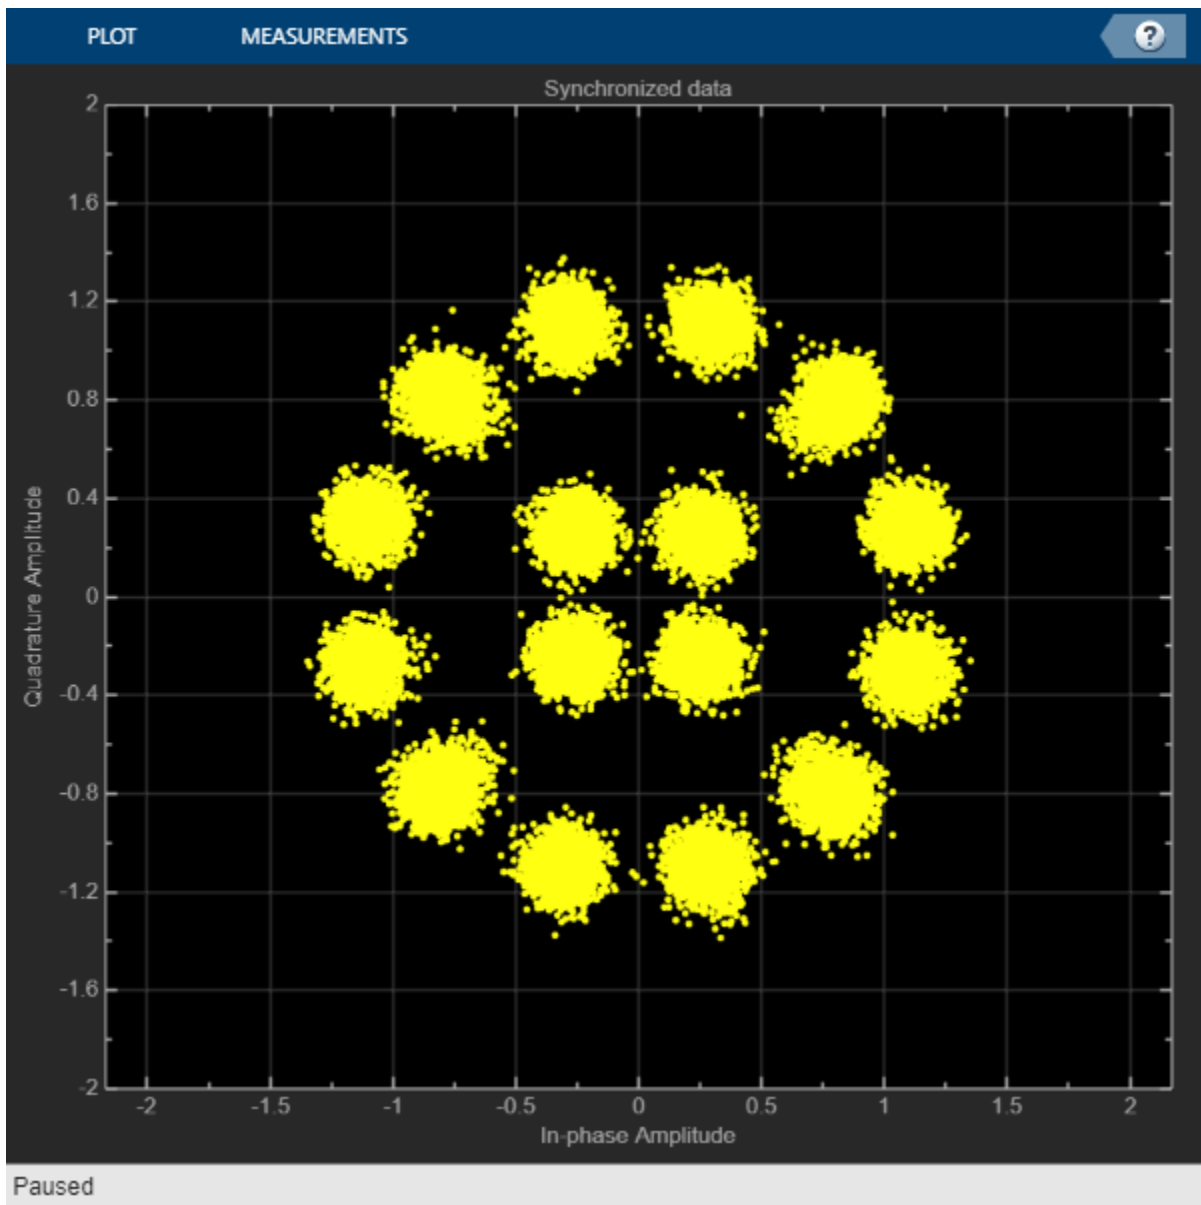 PLOT MEASUREMENTS ?
Synchronized data
2
1.6
1.2
0.8
0.4
0
-0.4
-0.8
-1.2
-1.6
-2
Quadrature Amplitude
-2 -1.5 -1 -0.5 0 0.5 1 1.5 2
In-phase Amplitude
Paused